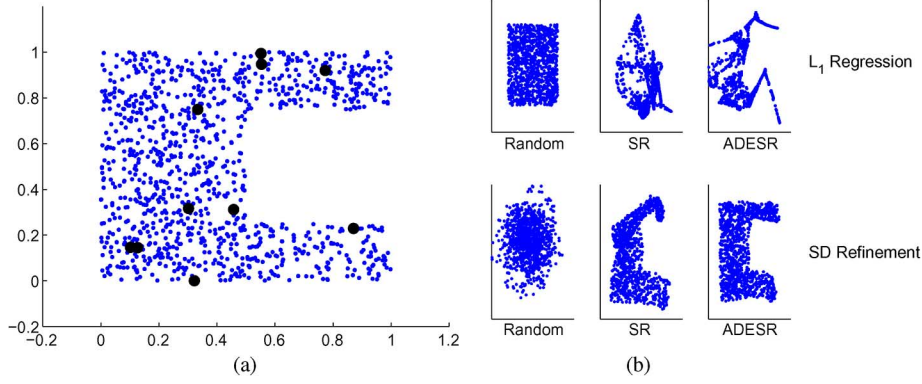 1
0.8
0.6
0.4
0.2
0
−0.2
−0.2 0 0.2 0.4 0.6 0.8 1 1.2
(a)
L1 Regression
Random SR ADESR
SD Refinement
Random SR ADESR
(b)